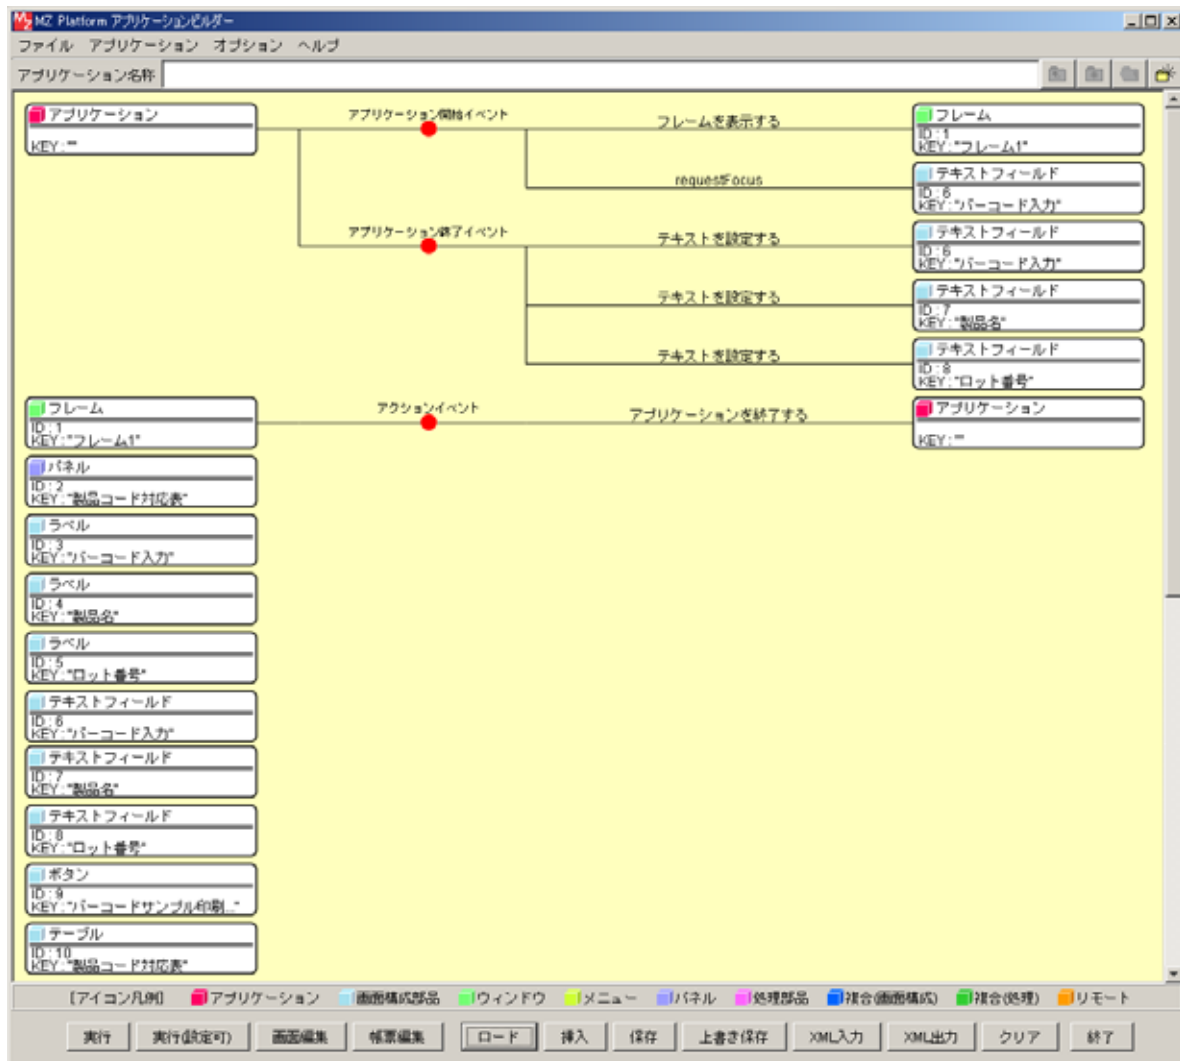 MZ Platform アプリケーションビルダー
ファイル アプリケーション オプション ヘルプ
アプリケーション名称
アプリケーション
KEY:""
アプリケーション開始イベント
フレームを表示する
フレーム
ID:1
KEY:"フレーム1"
requestFocus
テキストフィールド
ID:6
KEY:"バーコード入力"
アプリケーション終了イベント
テキストを設定する
テキストフィールド
ID:6
KEY:"バーコード入力"
テキストを設定する
テキストフィールド
ID:7
KEY:"製品名"
テキストを設定する
テキストフィールド
ID:8
KEY:"ロット番号"
フレーム
ID:1
KEY:"フレーム1"
アクションイベント
アプリケーションを終了する
アプリケーション
KEY:""
パネル
ID:2
KEY:"製品コード対応表"
ラベル
ID:3
KEY:"バーコード入力"
ラベル
ID:4
KEY:"製品名"
ラベル
ID:5
KEY:"ロット番号"
テキストフィールド
ID:6
KEY:"バーコード入力"
テキストフィールド
ID:7
KEY:"製品名"
テキストフィールド
ID:8
KEY:"ロット番号"
ボタン
ID:9
KEY:"バーコードサンプル印刷..."
テーブル
ID:10
KEY:"製品コード対応表"
[アイコン凡例] アプリケーション 画面構成部品 ウィンドウ メニュー パネル 処理部品 複合(画面構成) 複合(処理) リモート
実行 実行(設定可) 画面編集 帳票編集 ロード 挿入 保存 上書き保存 XML入力 XML出力 クリア 終了